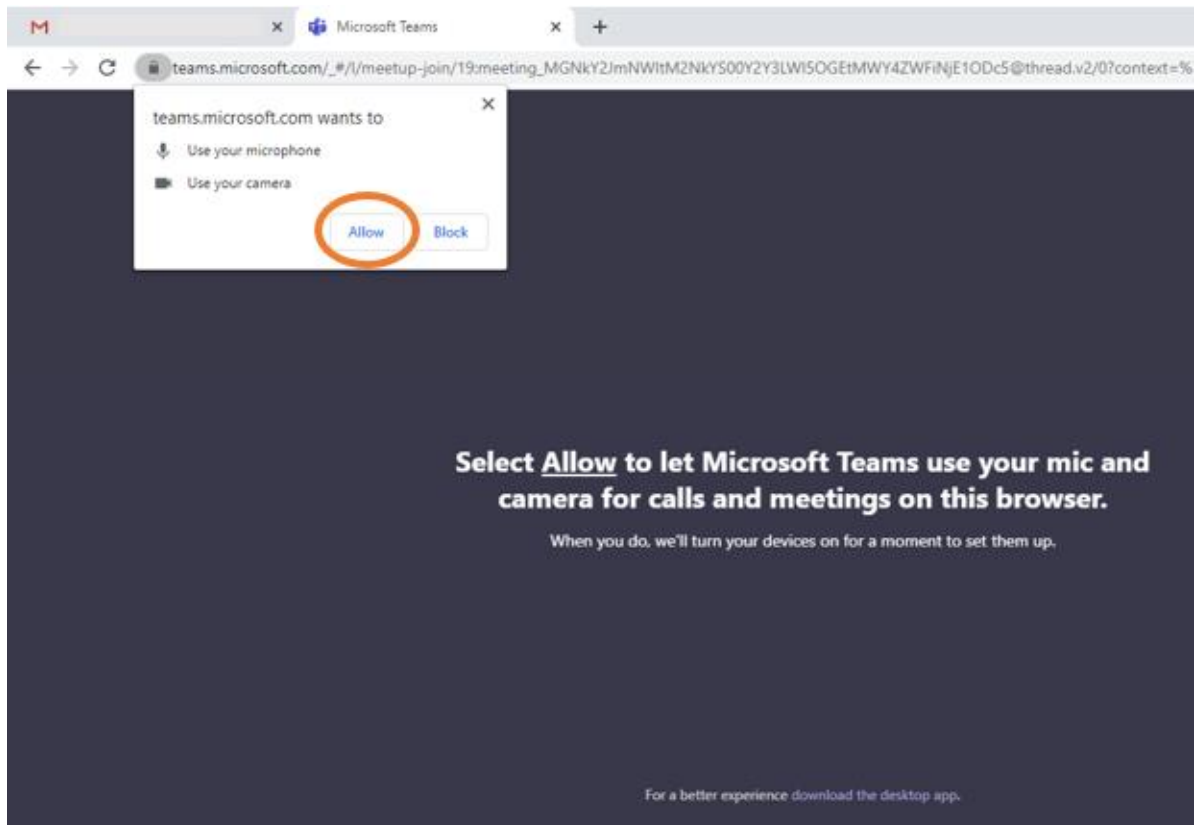 Microsoft Teams
teams.microsoft.com/_#/l/meetup-join/19:meeting_MGNkY2JmNWItM2NkYS00Y2Y3LWI5OGEtMWY4ZWFiNjE1ODc5@thread.v2/0?context=%
teams.microsoft.com wants to
Use your microphone
Use your camera
Allow Block
Select Allow to let Microsoft Teams use your mic and
camera for calls and meetings on this browser.
When you do, we'll turn your devices on for a moment to set them up.
For a better experience download the desktop app.